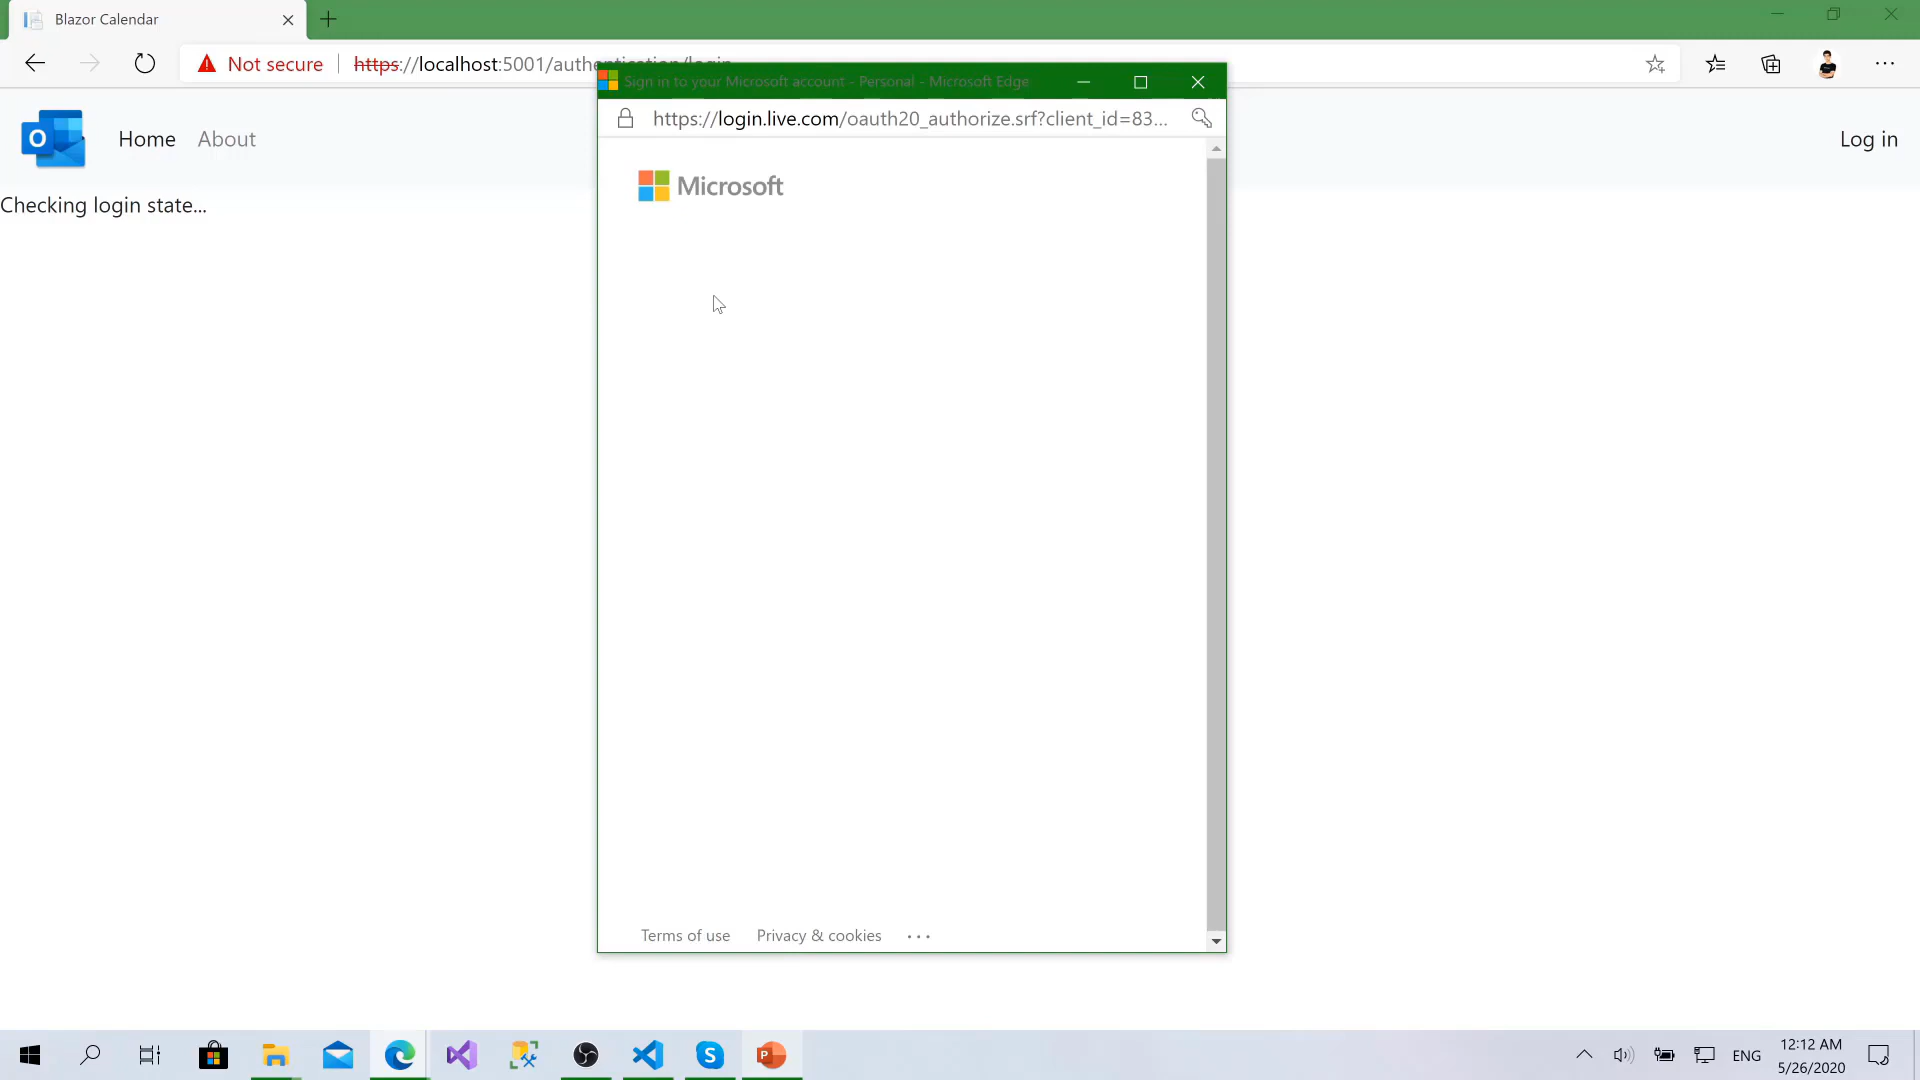 Blazor Calendar
Not secure https://localhost:5001/authentication/login
Sign in to your Microsoft account - Personal - Microsoft Edge
https://login.live.com/oauth20_authorize.srf?client_id=83...
Home About
Log in
Checking login state...
Microsoft
Terms of use Privacy & cookies ...
ENG
12:12 AM
5/26/2020